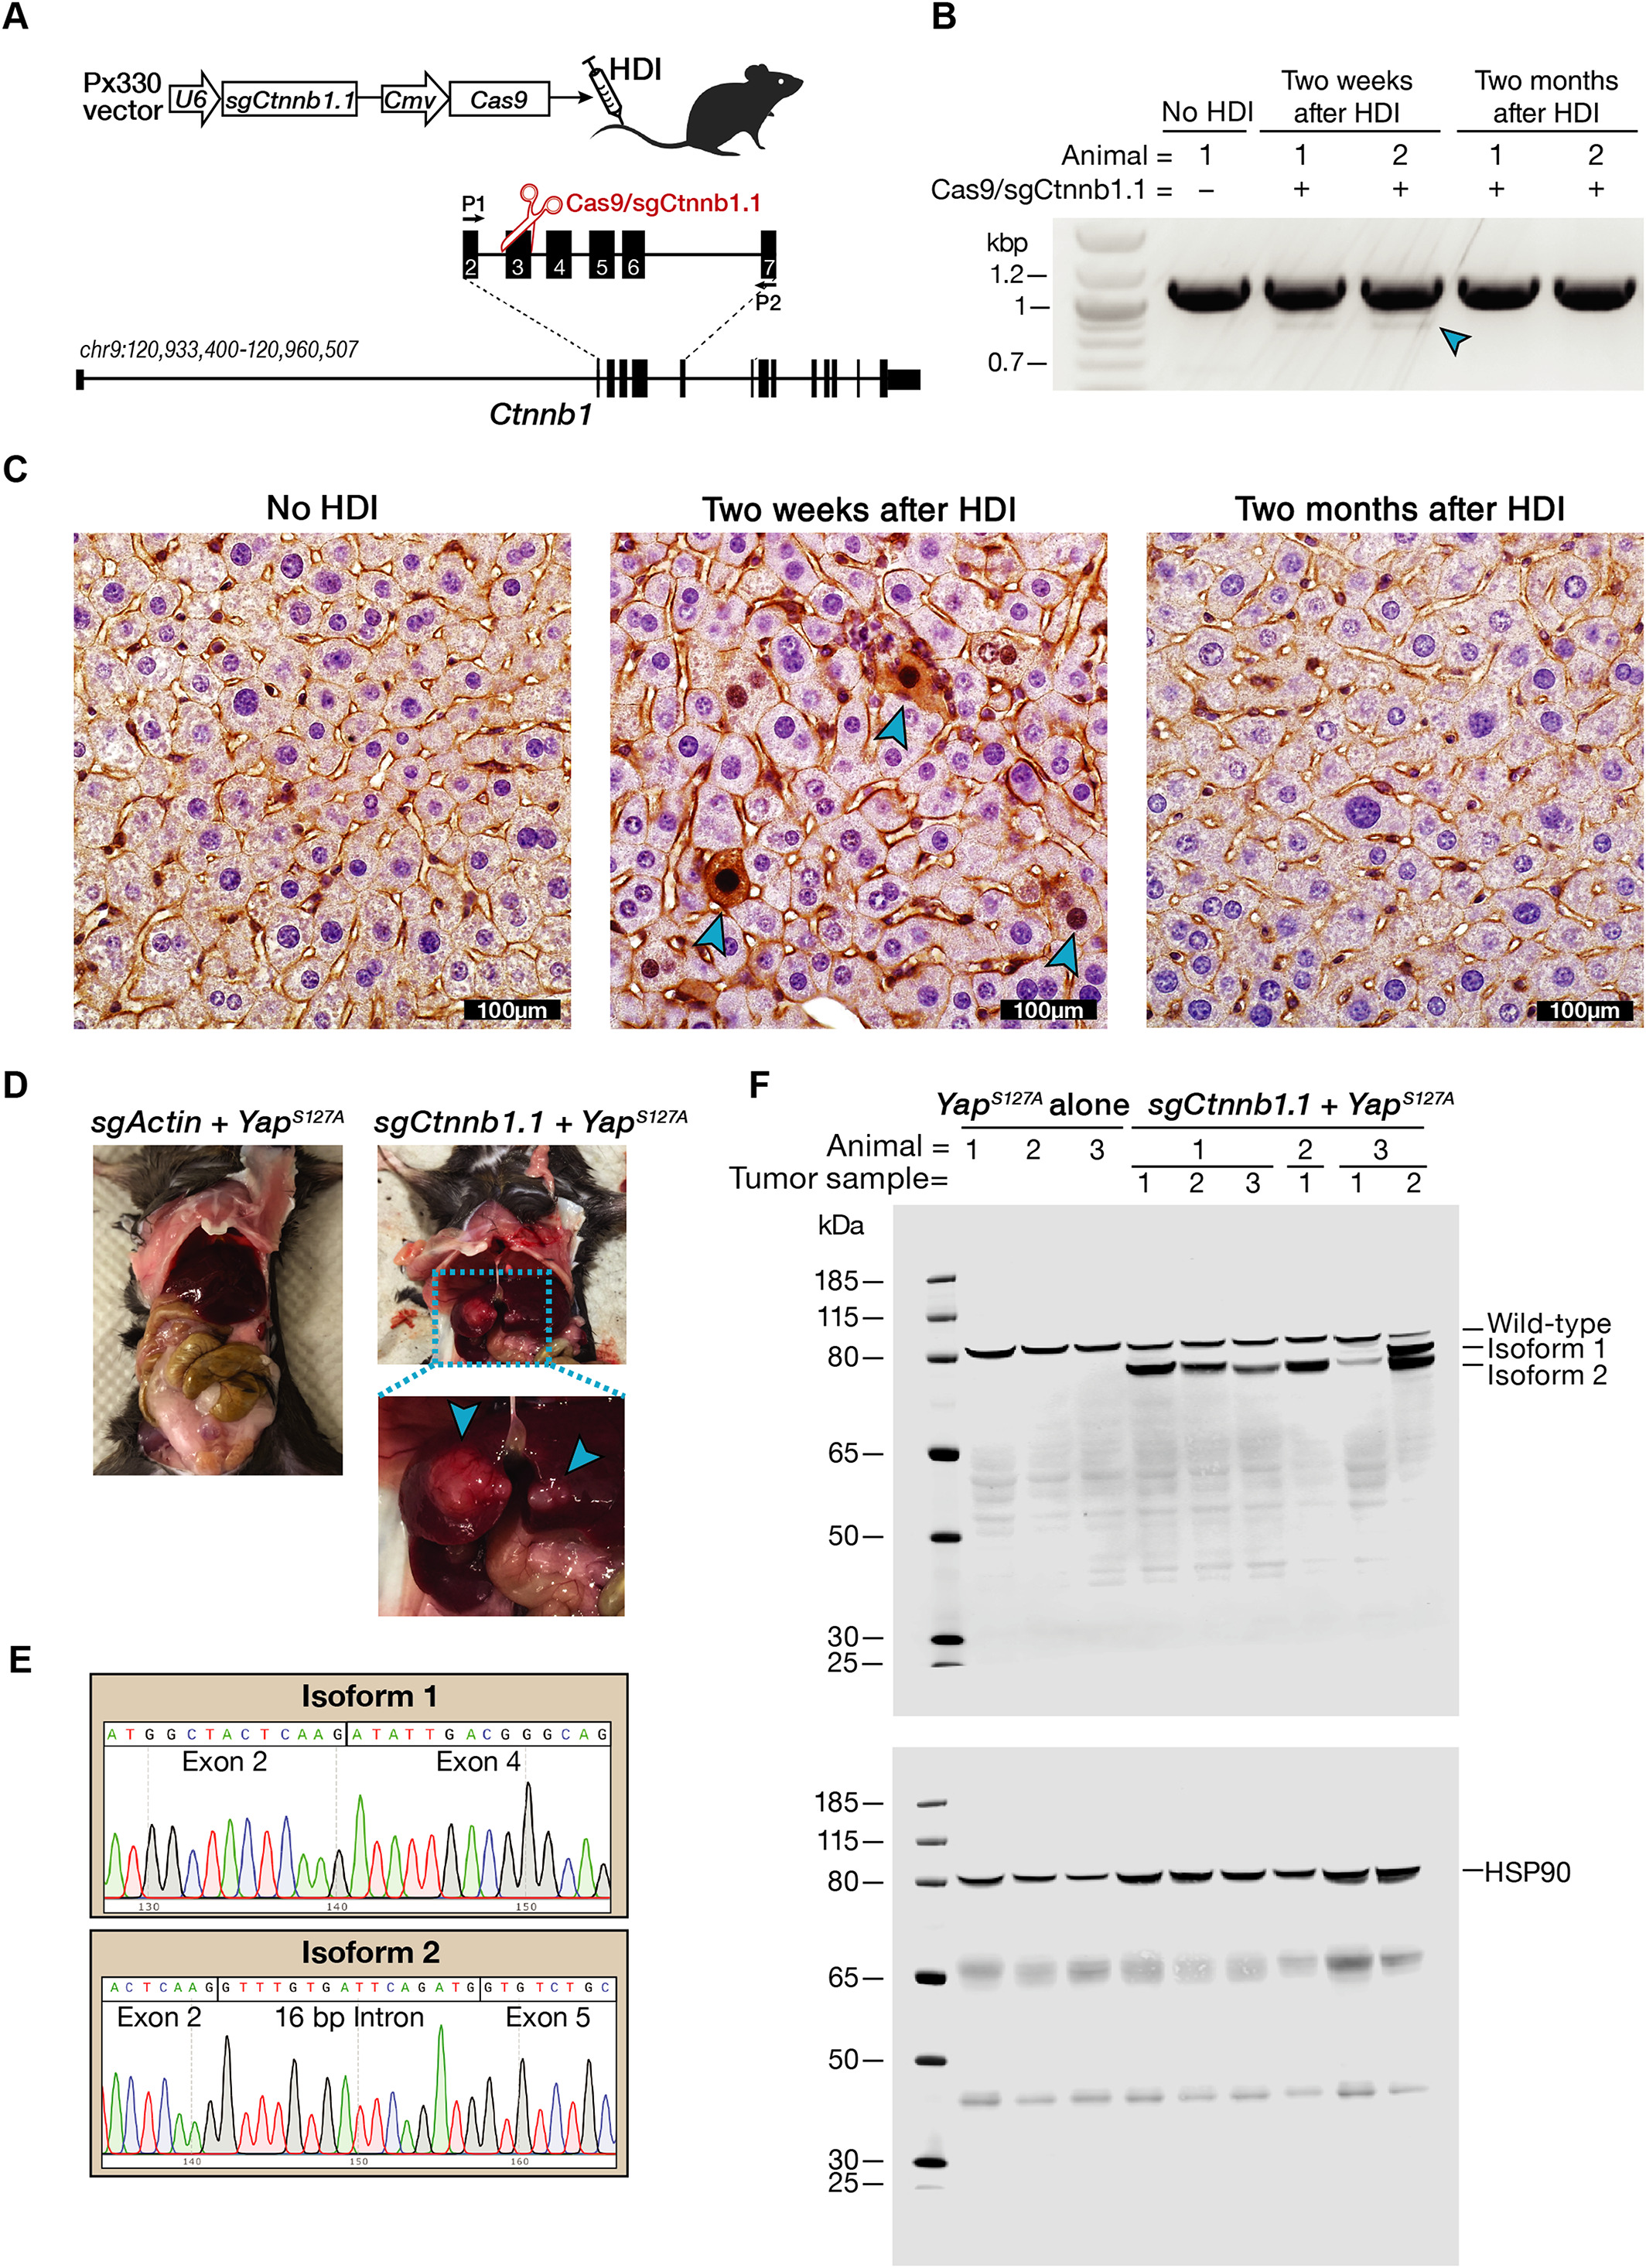 A
Px330
vector
U6
sgCtnnb1.1
Cmv
Cas9
HDI
P1
Cas9/sgCtnnb1.1
2
3
4
5
6
7
P2
chr9:120,933,400-120,960,507
Ctnnb1
B
No HDI
Two weeks
after HDI
Two months
after HDI
Animal = 1 1 2 1 2
Cas9/sgCtnnb1.1 = – + + + +
kbp
1.2
1
0.7
C
No HDI
Two weeks after HDI
Two months after HDI
100µm
100µm
100µm
D
sgActin + YapS127A
sgCtnnb1.1 + YapS127A
E
Isoform 1
ATGGCTACTCAAGATATTGACGGGCAG
Exon 2
Exon 4
130
140
150
Isoform 2
ACTCAAGGTTTGTGATTCAGATGGTGTCTGC
Exon 2
16 bp Intron
Exon 5
140
150
160
F
YapS127A alone
sgCtnnb1.1 + YapS127A
Animal = 1 2 3 1 2 3
Tumor sample= 1 2 3 1 1 2
kDa
185
115
80
65
50
30
25
Wild-type
Isoform 1
Isoform 2
185
115
80
65
50
30
25
HSP90